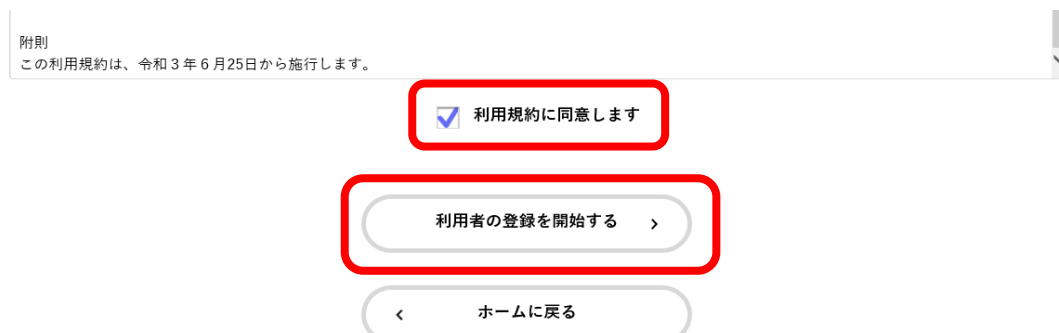 附則
この利用規約は、令和３年６月25日から施行します。
利用規約に同意します
利用者の登録を開始する
ホームに戻る